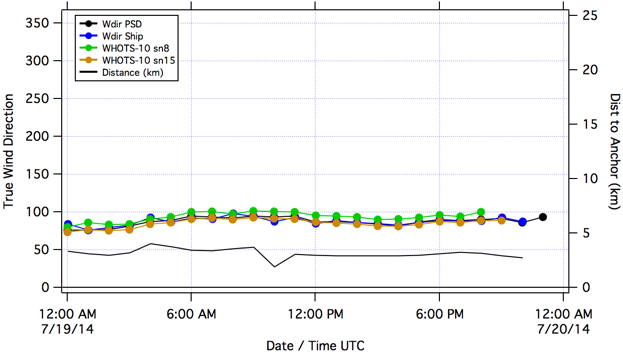 350
300
250
200
150
100
50
0
True Wind Direction
Wdir PSD
Wdir Ship
WHOTS-10 sn8
WHOTS-10 sn15
Distance (km)
25
20
15
10
5
0
Dist to Anchor (km)
12:00 AM 6:00 AM 12:00 PM 6:00 PM 12:00 AM
7/19/14 7/20/14
Date / Time UTC